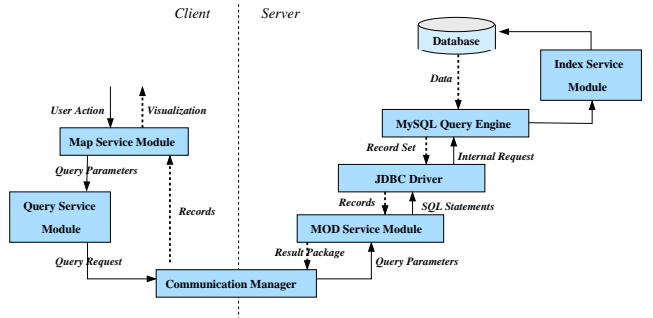 Client
Server
Database
Data
Index Service
Module
User Action
Visualization
MySQL Query Engine
Map Service Module
Record Set
Internal Request
Query Parameters
JDBC Driver
Query Service
Module
Records
Records
SQL Statements
MOD Service Module
Result Package
Query Parameters
Query Request
Communication Manager